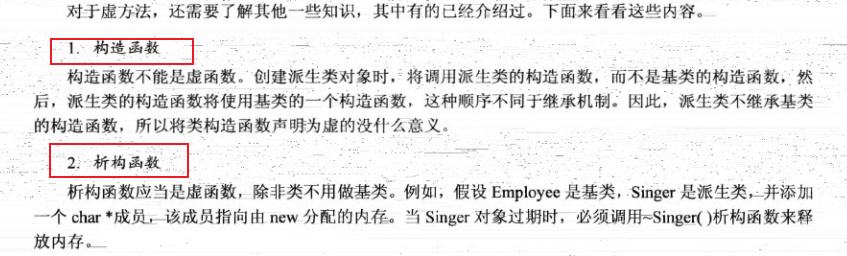 对于虚方法，还需要了解其他一些知识，其中有的已经介绍过。下面来看看这些内容。
1. 构造函数
构造函数不能是虚函数。创建派生类对象时，将调用派生类的构造函数，而不是基类的构造函数，然
后，派生类的构造函数将使用基类的一个构造函数，这种顺序不同于继承机制。因此，派生类不继承基类
的构造函数，所以将类构造函数声明为虚的没什么意义。
2. 析构函数
析构函数应当是虚函数，除非类不用做基类。例如，假设 Employee 是基类，Singer 是派生类，并添加
一个 char *成员，该成员指向由 new 分配的内存。当 Singer 对象过期时，必须调用~Singer( )析构函数来释
放内存。